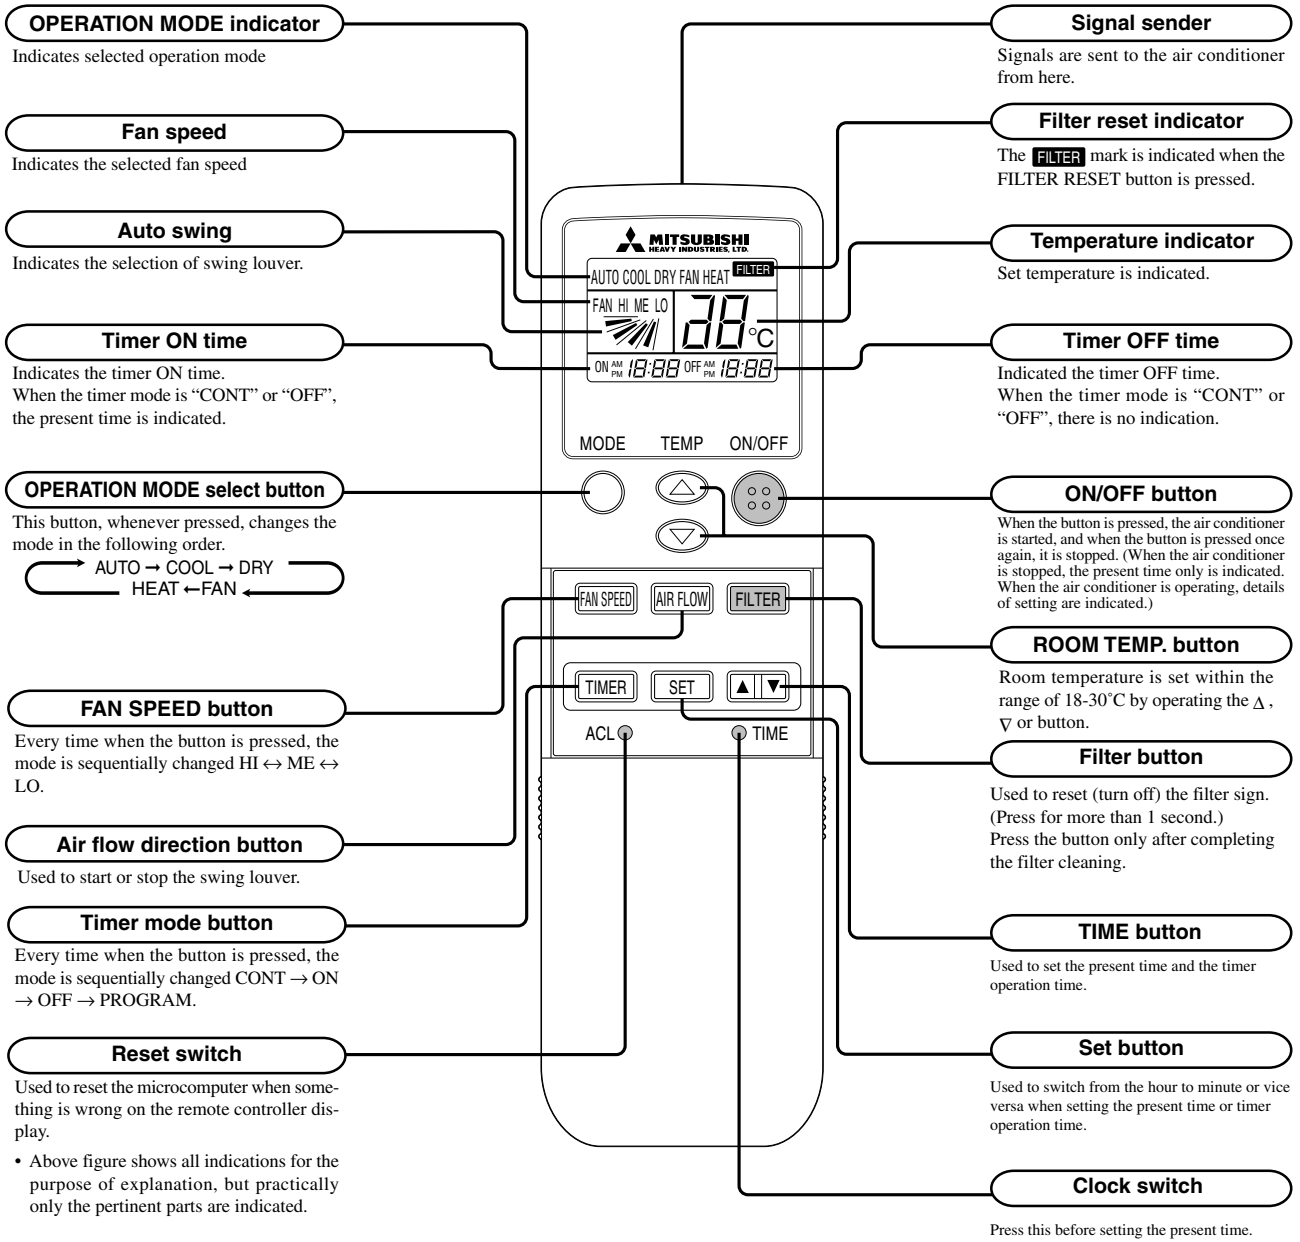 OPERATION MODE indicator
Indicates selected operation mode
Fan speed
Indicates the selected fan speed
Auto swing
Indicates the selection of swing louver.
Timer ON time
Indicates the timer ON time.
When the timer mode is “CONT” or “OFF”,
the present time is indicated.
OPERATION MODE select button
This button, whenever pressed, changes the
mode in the following order.
AUTO → COOL → DRY
HEAT ←FAN
FAN SPEED button
Every time when the button is pressed, the
mode is sequentially changed HI ↔ ME ↔
LO.
Air flow direction button
Used to start or stop the swing louver.
Timer mode button
Every time when the button is pressed, the
mode is sequentially changed CONT → ON
→ OFF → PROGRAM.
Reset switch
Used to reset the microcomputer when some-
thing is wrong on the remote controller dis-
play.
• Above figure shows all indications for the
purpose of explanation, but practically
only the pertinent parts are indicated.
MITSUBISHI
HEAVY INDUSTRIES, LTD.
AUTO COOL DRY FAN HEAT FILTER
FAN HI ME LO
88 °C
ON AM PM 18:88 OFF AM PM 18:88
MODE TEMP ON/OFF
FAN SPEED AIR FLOW FILTER
TIMER SET ▲ ▼
ACL TIME
Signal sender
Signals are sent to the air conditioner
from here.
Filter reset indicator
The FILTER mark is indicated when the
FILTER RESET button is pressed.
Temperature indicator
Set temperature is indicated.
Timer OFF time
Indicated the timer OFF time.
When the timer mode is “CONT” or
“OFF”, there is no indication.
ON/OFF button
When the button is pressed, the air conditioner
is started, and when the button is pressed once
again, it is stopped. (When the air conditioner
is stopped, the present time only is indicated.
When the air conditioner is operating, details
of setting are indicated.)
ROOM TEMP. button
Room temperature is set within the
range of 18-30˚C by operating the △ ,
▽ or button.
Filter button
Used to reset (turn off) the filter sign.
(Press for more than 1 second.)
Press the button only after completing
the filter cleaning.
TIME button
Used to set the present time and the timer
operation time.
Set button
Used to switch from the hour to minute or vice
versa when setting the present time or timer
operation time.
Clock switch
Press this before setting the present time.